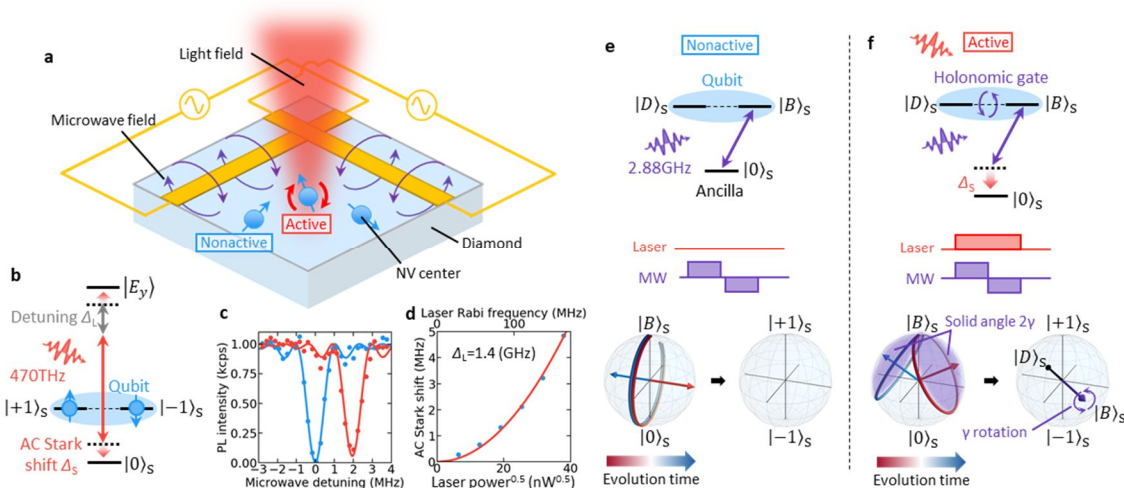 a
Light field
Microwave field
Active
Nonactive
NV center
Diamond
b
|E_y⟩
Detuning Δ_L
470THz
Qubit
|+1⟩_S
|−1⟩_S
AC Stark
shift Δ_S
|0⟩_S
c
PL intensity (kcps)
1.00
0.75
0.50
0.25
0.00
−3 −2 −1 0 1 2 3 4
Microwave detuning (MHz)
d
Laser Rabi frequency (MHz)
0 100
Δ_L=1.4 (GHz)
AC Stark shift (MHz)
5
4
3
2
1
0
0 20 40
Laser power^0.5 (nW^0.5)
e
Nonactive
Qubit
|D⟩_S
|B⟩_S
2.88GHz
|0⟩_S
Ancilla
Laser
MW
|B⟩_S
|+1⟩_S
|0⟩_S
|−1⟩_S
Evolution time
f
Active
Holonomic gate
|D⟩_S
|B⟩_S
Δ_S
|0⟩_S
Laser
MW
|B⟩_S
Solid angle 2γ
|+1⟩_S
|D⟩_S
|B⟩_S
γ rotation
|0⟩_S
|−1⟩_S
Evolution time